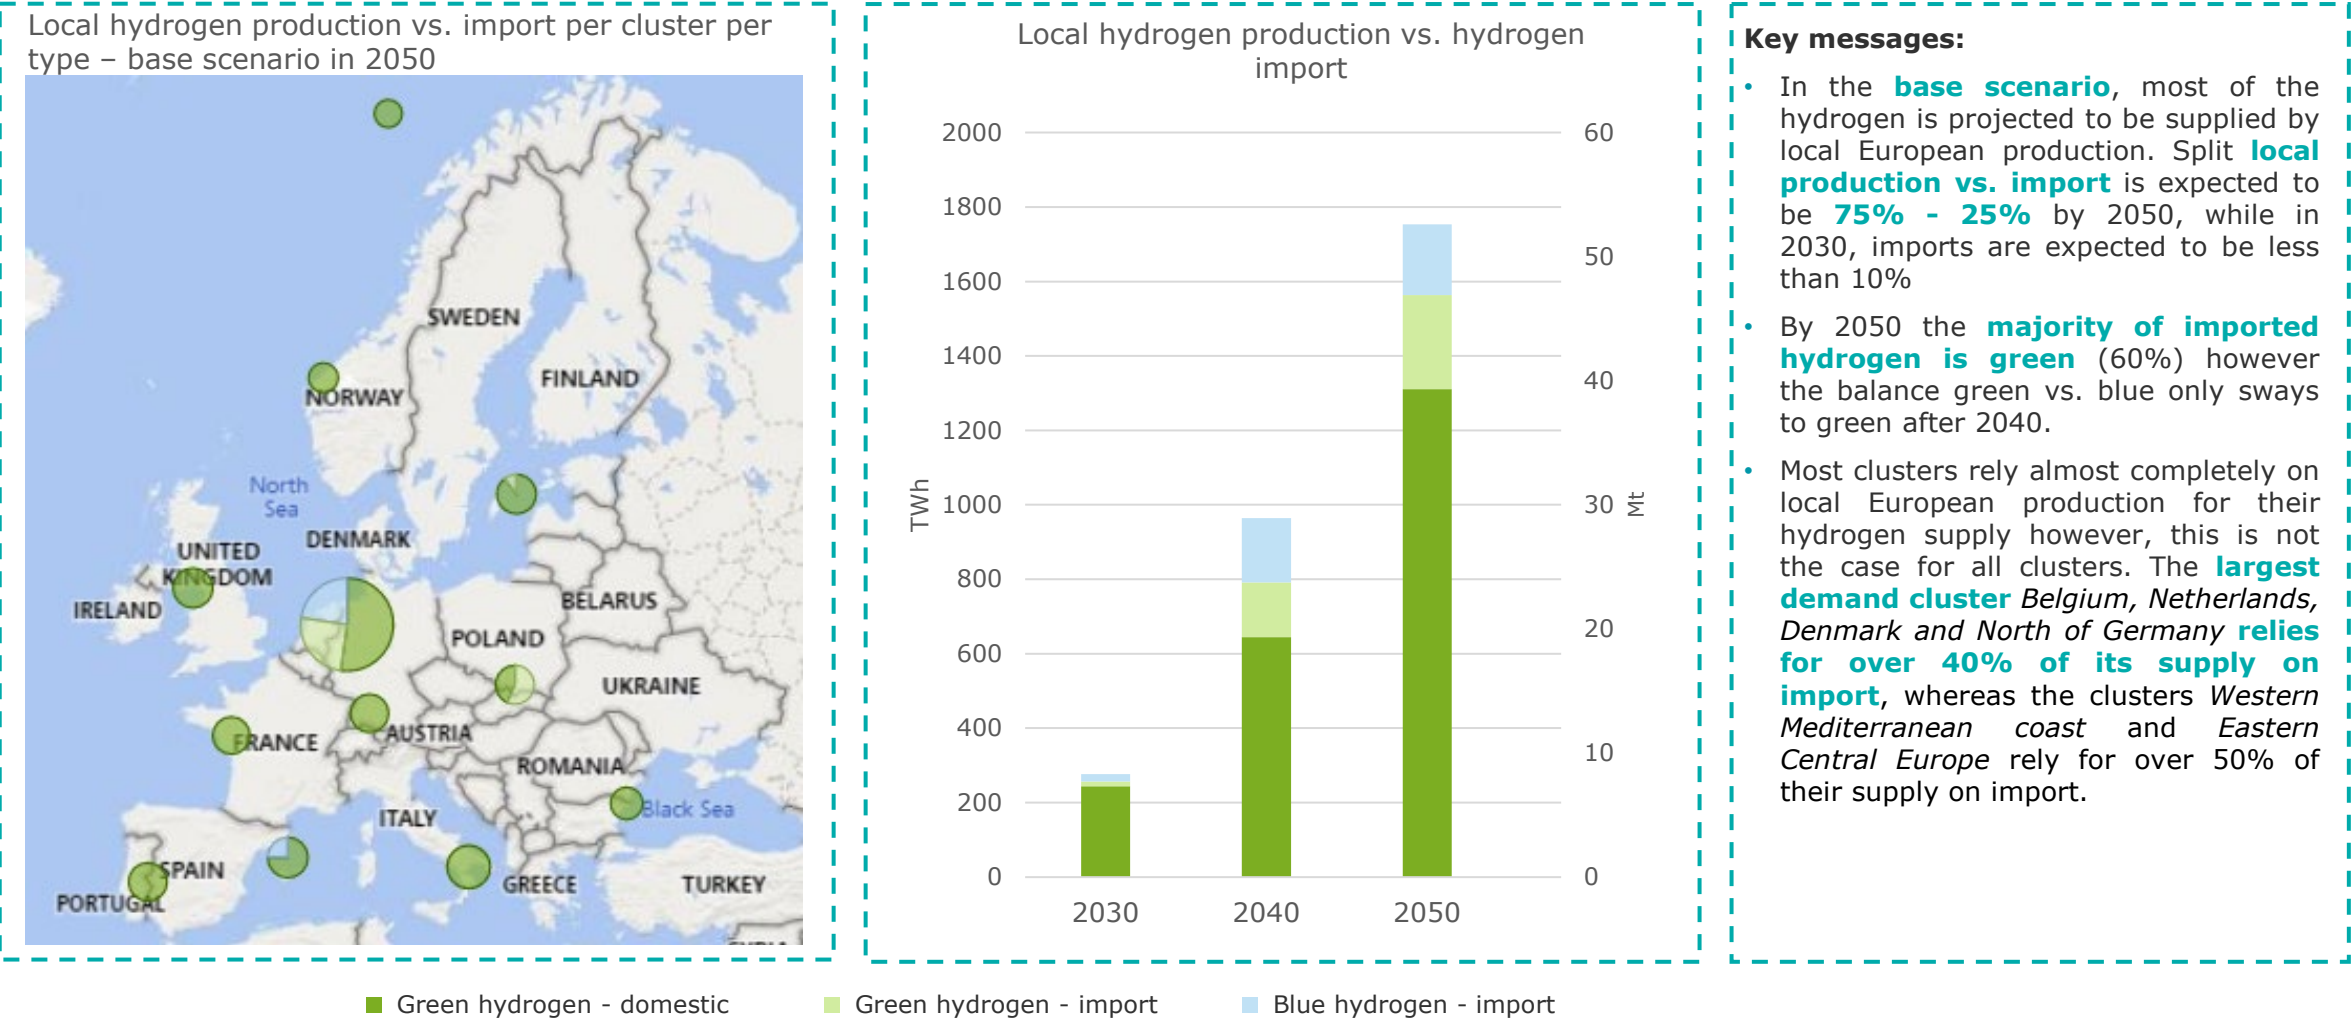 Local hydrogen production vs. import per cluster per
type – base scenario in 2050
SWEDEN
FINLAND
NORWAY
North
Sea
DENMARK
UNITED
KINGDOM
IRELAND
BELARUS
POLAND
UKRAINE
FRANCE
AUSTRIA
ROMANIA
Black Sea
ITALY
SPAIN
PORTUGAL
GREECE
TURKEY
Local hydrogen production vs. hydrogen
import
2000
1800
1600
1400
1200
1000
800
600
400
200
0
TWh
60
50
40
30
20
10
0
Mt
2030
2040
2050
Key messages:
• In the base scenario, most of the
hydrogen is projected to be supplied by
local European production. Split local
production vs. import is expected to
be 75% - 25% by 2050, while in
2030, imports are expected to be less
than 10%
• By 2050 the majority of imported
hydrogen is green (60%) however
the balance green vs. blue only sways
to green after 2040.
• Most clusters rely almost completely on
local European production for their
hydrogen supply however, this is not
the case for all clusters. The largest
demand cluster Belgium, Netherlands,
Denmark and North of Germany relies
for over 40% of its supply on
import, whereas the clusters Western
Mediterranean coast and Eastern
Central Europe rely for over 50% of
their supply on import.
Green hydrogen - domestic
Green hydrogen - import
Blue hydrogen - import